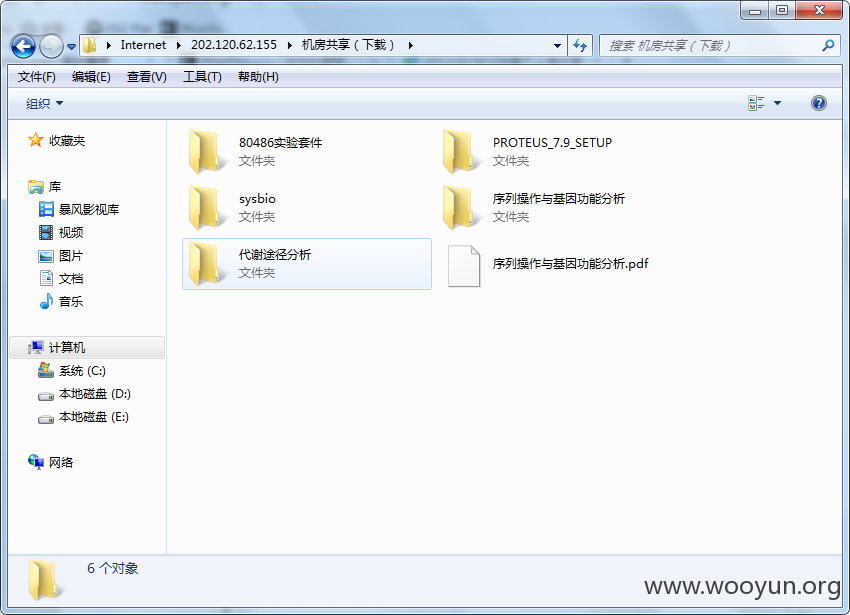 Internet 202.120.62.155 机房共享（下载）
搜索 机房共享（下载）
文件(F) 编辑(E) 查看(V) 工具(T) 帮助(H)
组织
收藏夹
库
暴风影视库
视频
图片
文档
音乐
计算机
系统 (C:)
本地磁盘 (D:)
本地磁盘 (E:)
网络
80486实验套件
文件夹
PROTEUS_7.9_SETUP
文件夹
sysbio
文件夹
序列操作与基因功能分析
文件夹
代谢途径分析
文件夹
序列操作与基因功能分析.pdf
6 个对象
www.wooyun.org